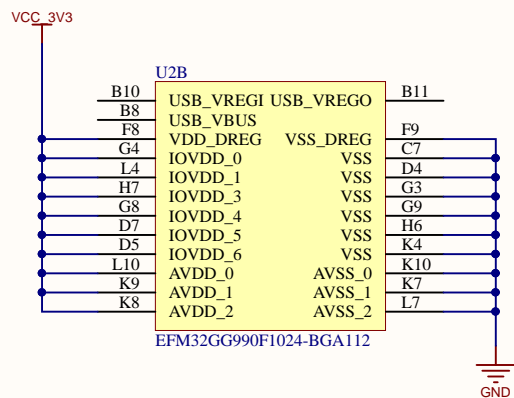 VCC_3V3
U2B
B10 USB_VREGI USB_VREGO B11
B8 USB_VBUS
F8 VDD_DREG VSS_DREG F9
G4 IOVDD_0 VSS C7
L4 IOVDD_1 VSS D4
H7 IOVDD_3 VSS G3
G8 IOVDD_4 VSS G9
D7 IOVDD_5 VSS H6
D5 IOVDD_6 VSS K4
L10 AVDD_0 AVSS_0 K10
K9 AVDD_1 AVSS_1 K7
K8 AVDD_2 AVSS_2 L7
EFM32GG990F1024-BGA112
GND